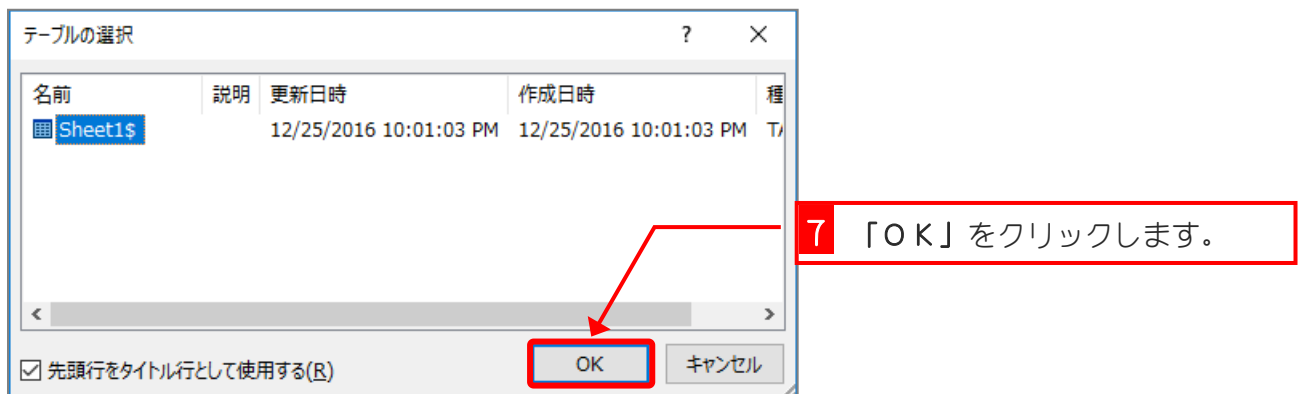 テーブルの選択 ?
名前 説明 更新日時 作成日時 種
Sheet1$ 12/25/2016 10:01:03 PM 12/25/2016 10:01:03 PM TA
7 「OK」をクリックします。
先頭行をタイトル行として使用する(R) OK キャンセル